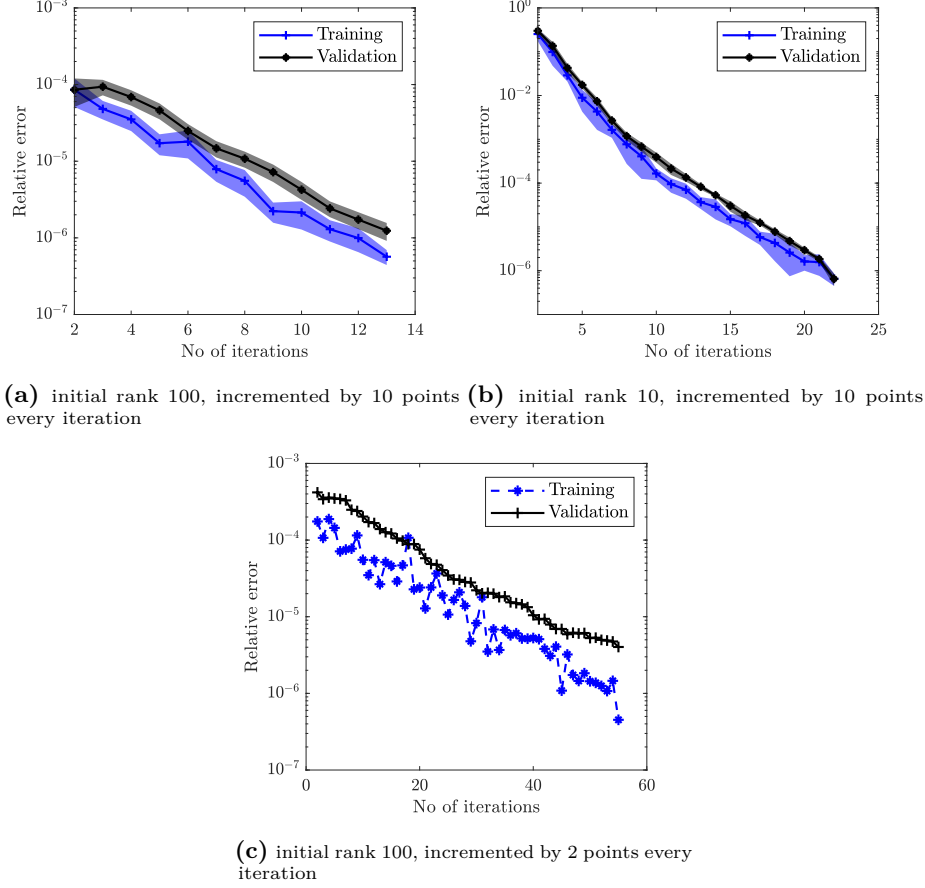 10^-3
10^-4
10^-5
10^-6
10^-7
Relative error
2 4 6 8 10 12 14
No of iterations
Training
Validation
10^0
10^-2
10^-4
10^-6
Relative error
5 10 15 20 25
No of iterations
Training
Validation
(a) initial rank 100, incremented by 10 points
every iteration
(b) initial rank 10, incremented by 10 points
every iteration
10^-3
10^-4
10^-5
10^-6
10^-7
Relative error
0 20 40 60
No of iterations
Training
Validation
(c) initial rank 100, incremented by 2 points every
iteration